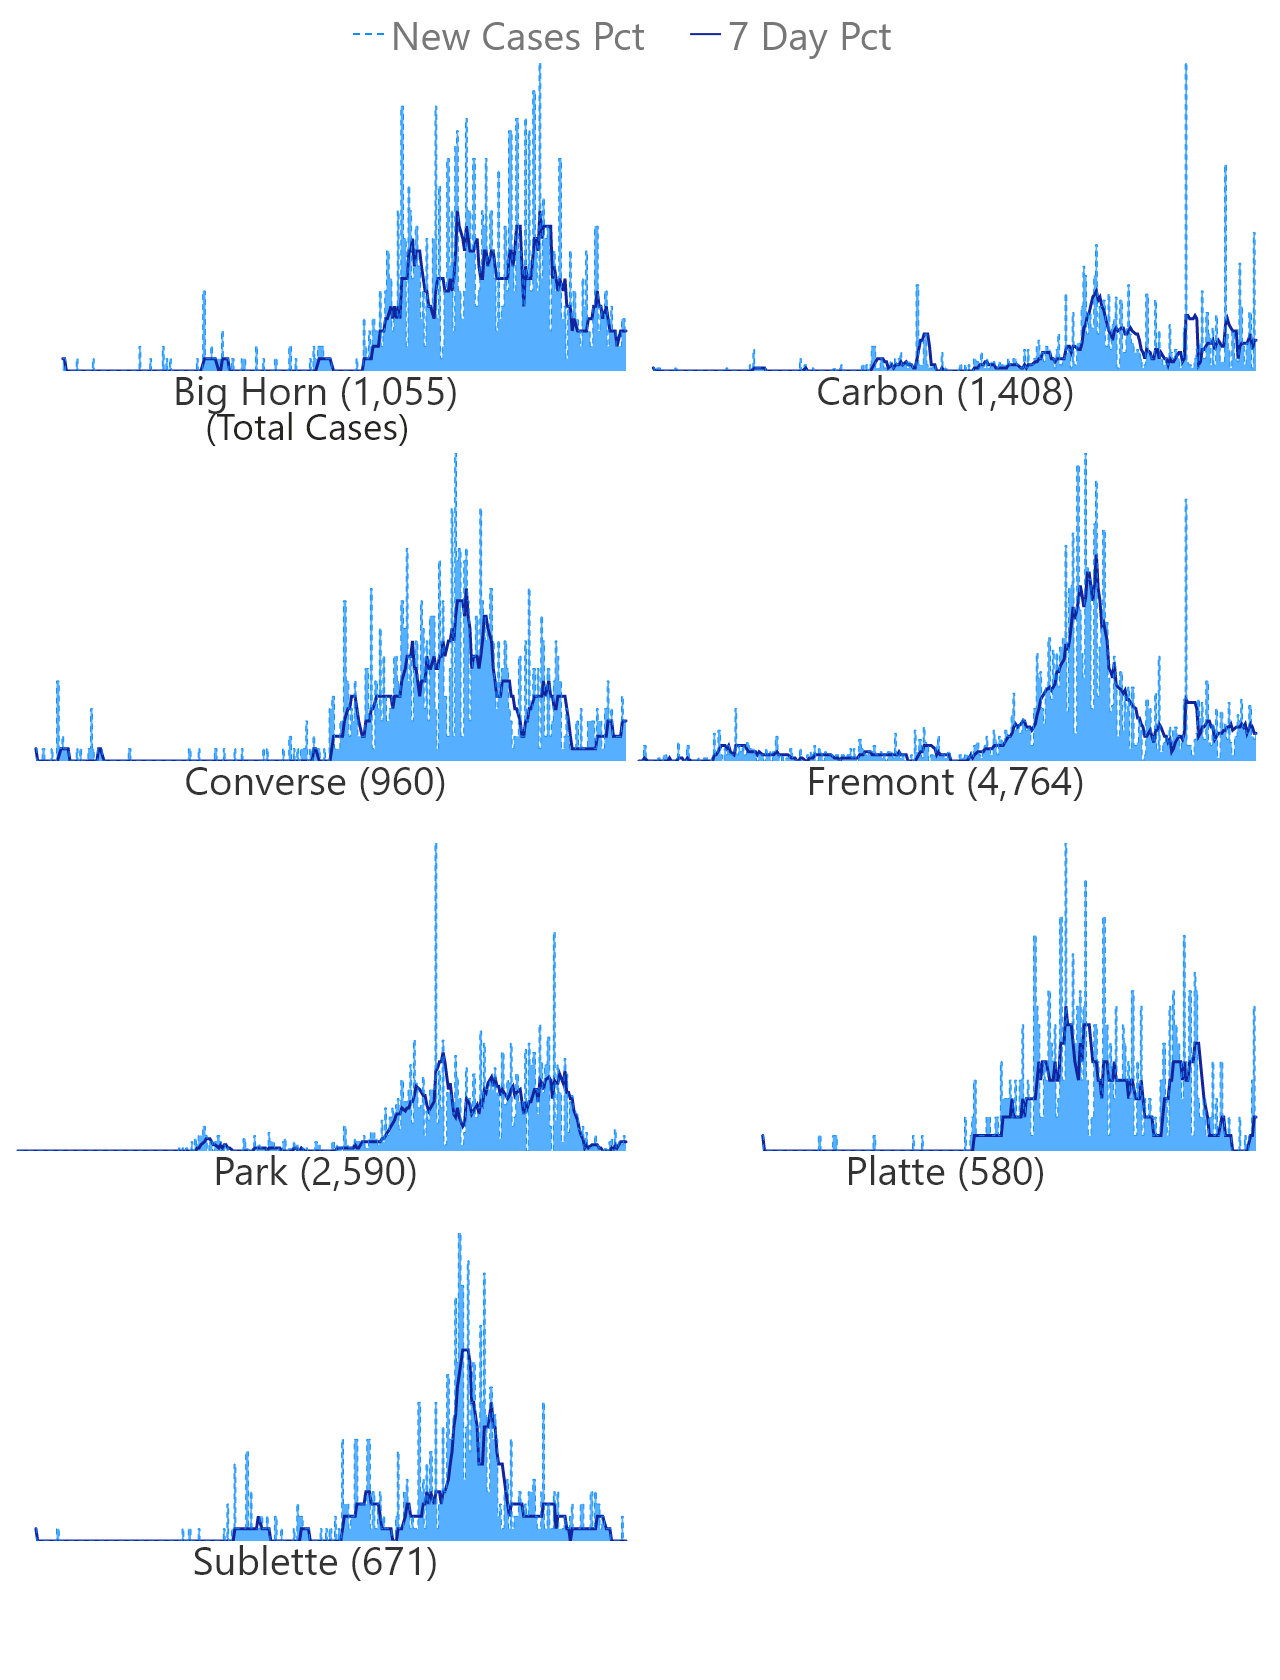 New Cases Pct 7 Day Pct
Big Horn (1,055) Carbon (1,408)
(Total Cases)
Converse (960) Fremont (4,764)
Park (2,590) Platte (580)
Sublette (671)